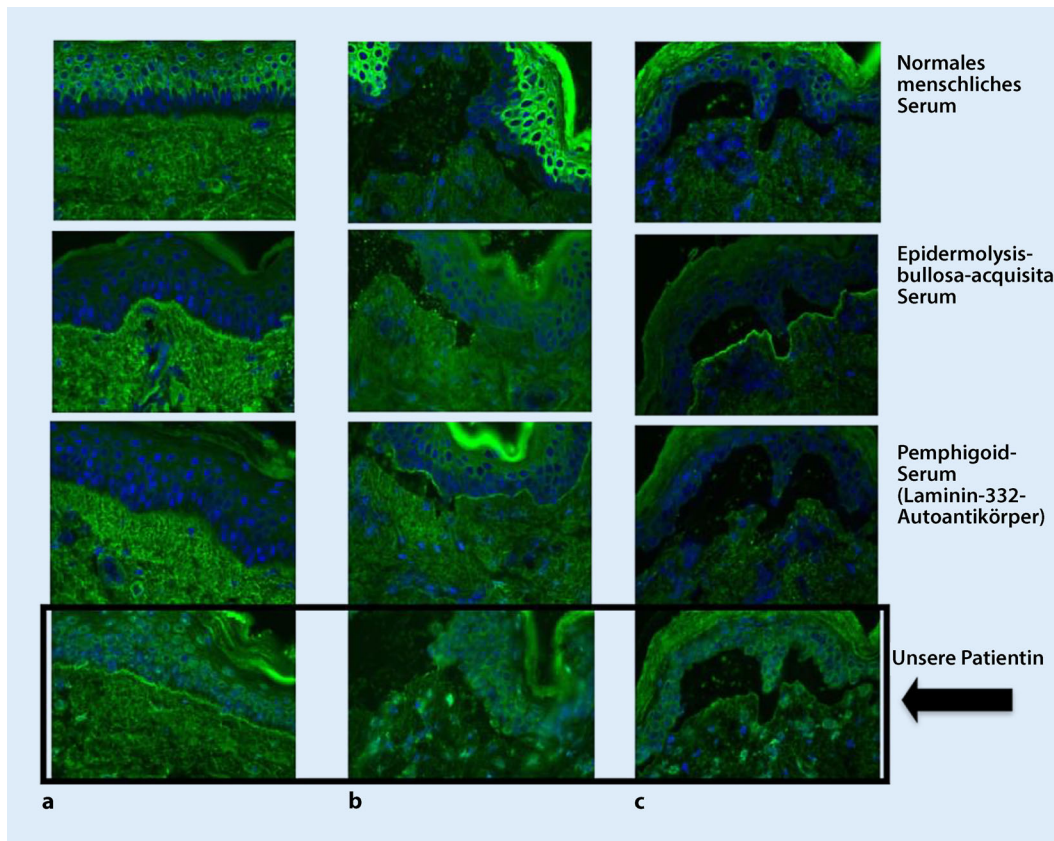 Normales
menschliches
Serum
Epidermolysis-
bullosa-acquisita
Serum
Pemphigoid-
Serum
(Laminin-332-
Autoantikörper)
Unsere Patientin
a
b
c